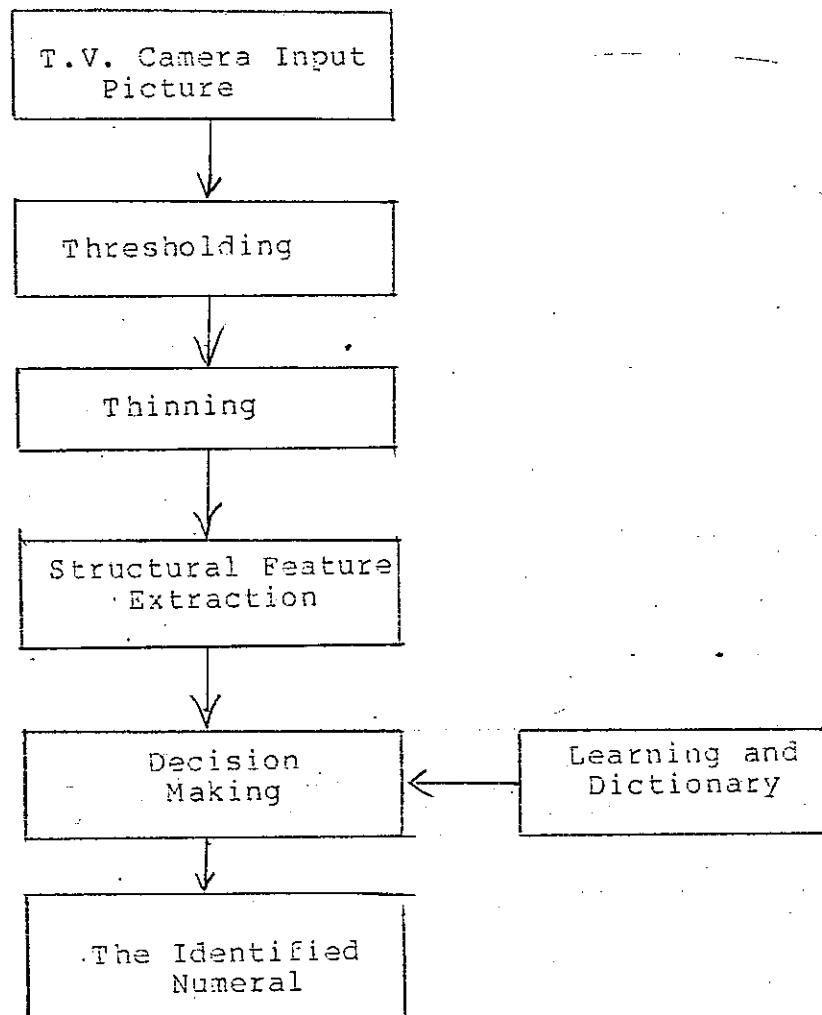 T.V. Camera Input
Picture
Thresholding
Thinning
Structural Feature
Extraction
Decision
Making
Learning and
Dictionary
The Identified
Numeral